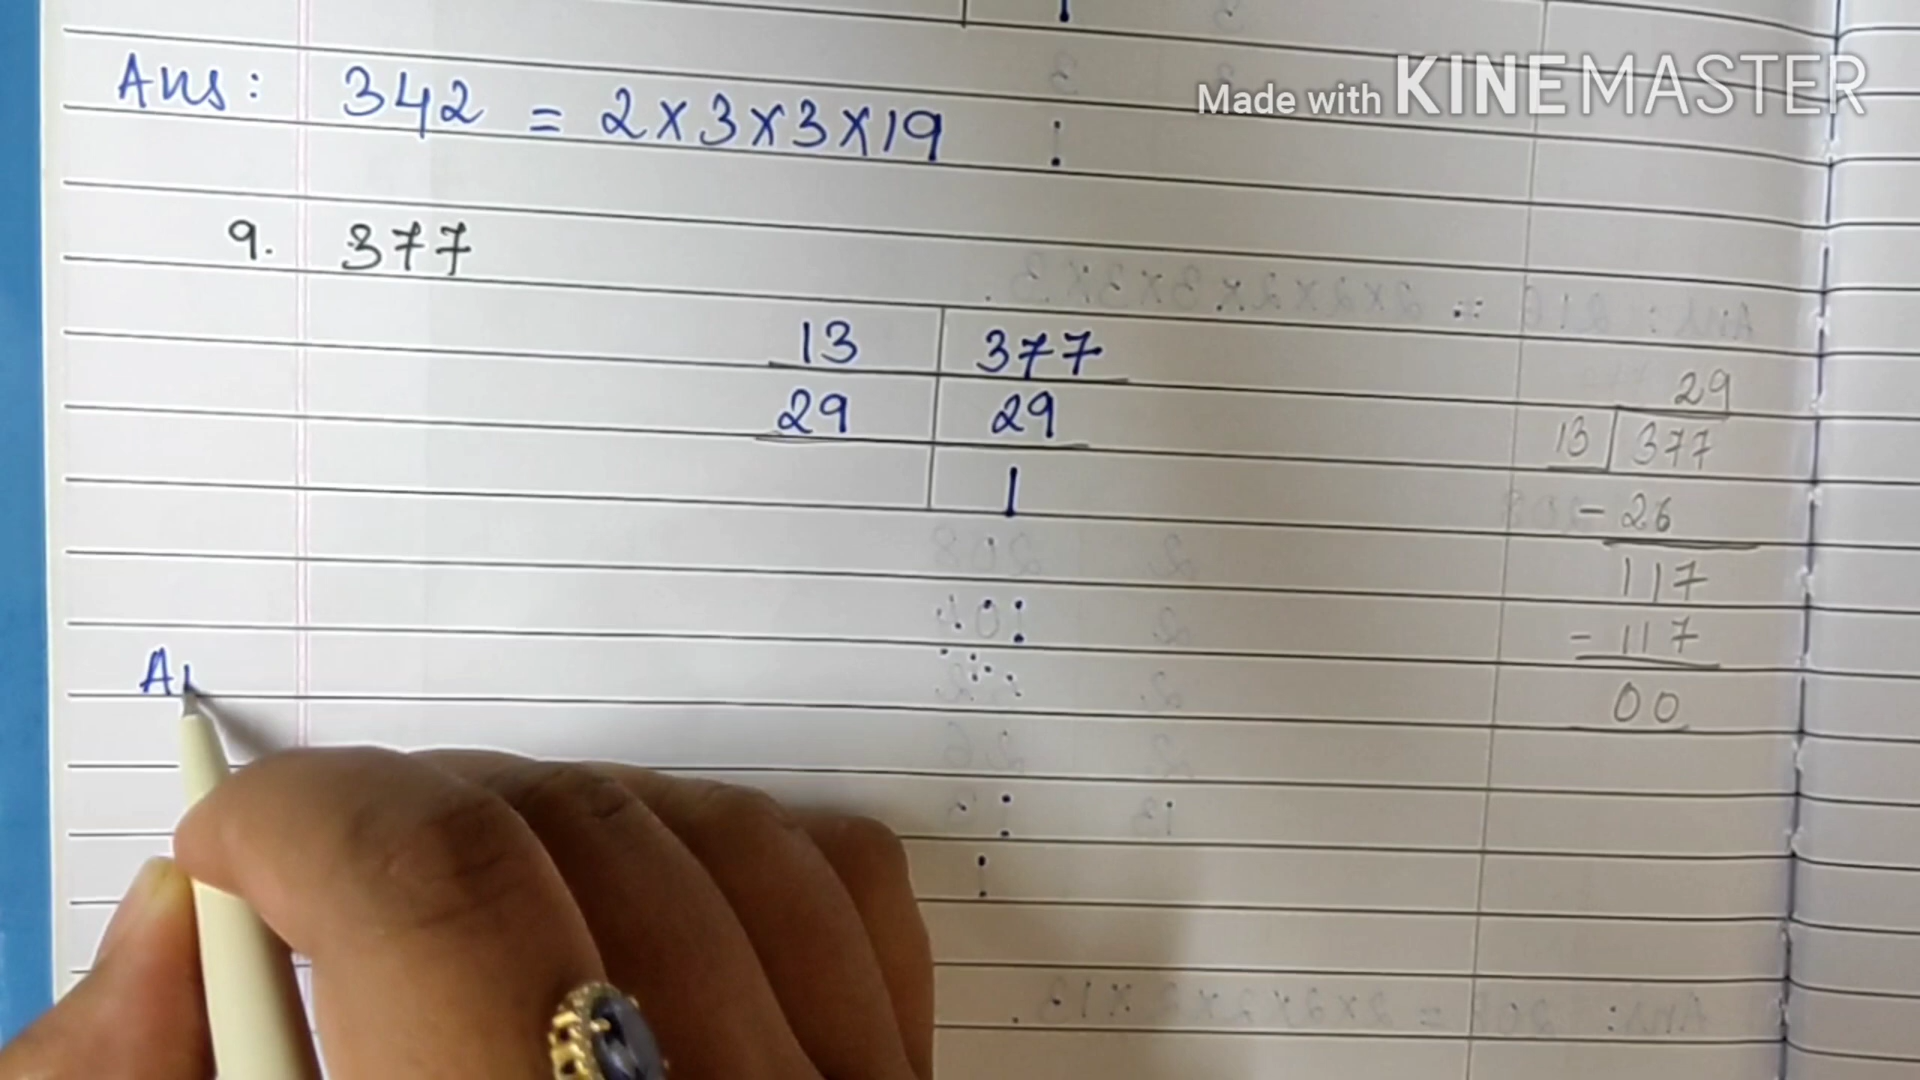 Made with KINEMASTER
Ans: 342 = 2×3×3×19
9. 377
13 | 377
29 | 29
1
29
13 | 377
- 26
117
- 117
00
A